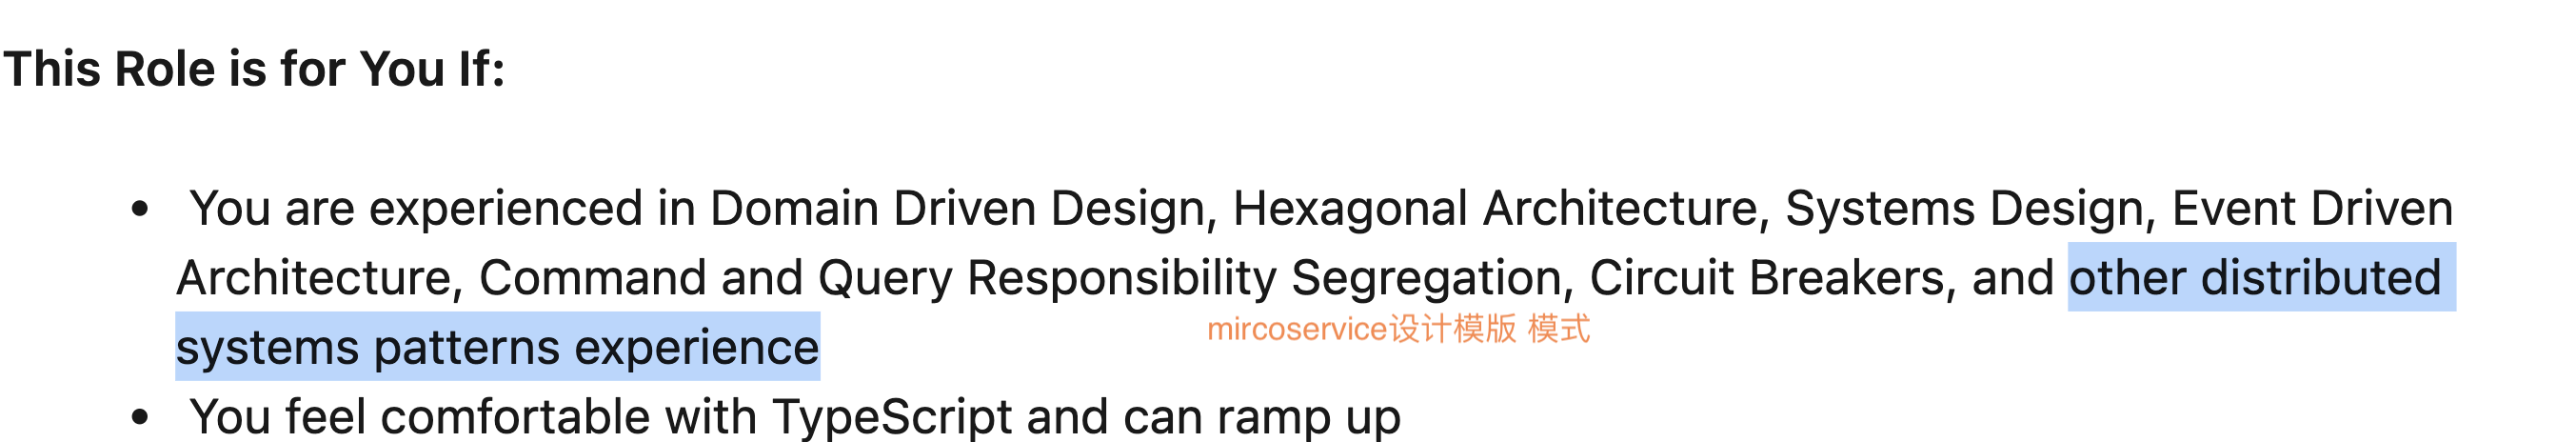 This Role is for You If:
• You are experienced in Domain Driven Design, Hexagonal Architecture, Systems Design, Event Driven
Architecture, Command and Query Responsibility Segregation, Circuit Breakers, and other distributed
systems patterns experience
mircoservice设计模版 模式
• You feel comfortable with TypeScript and can ramp up